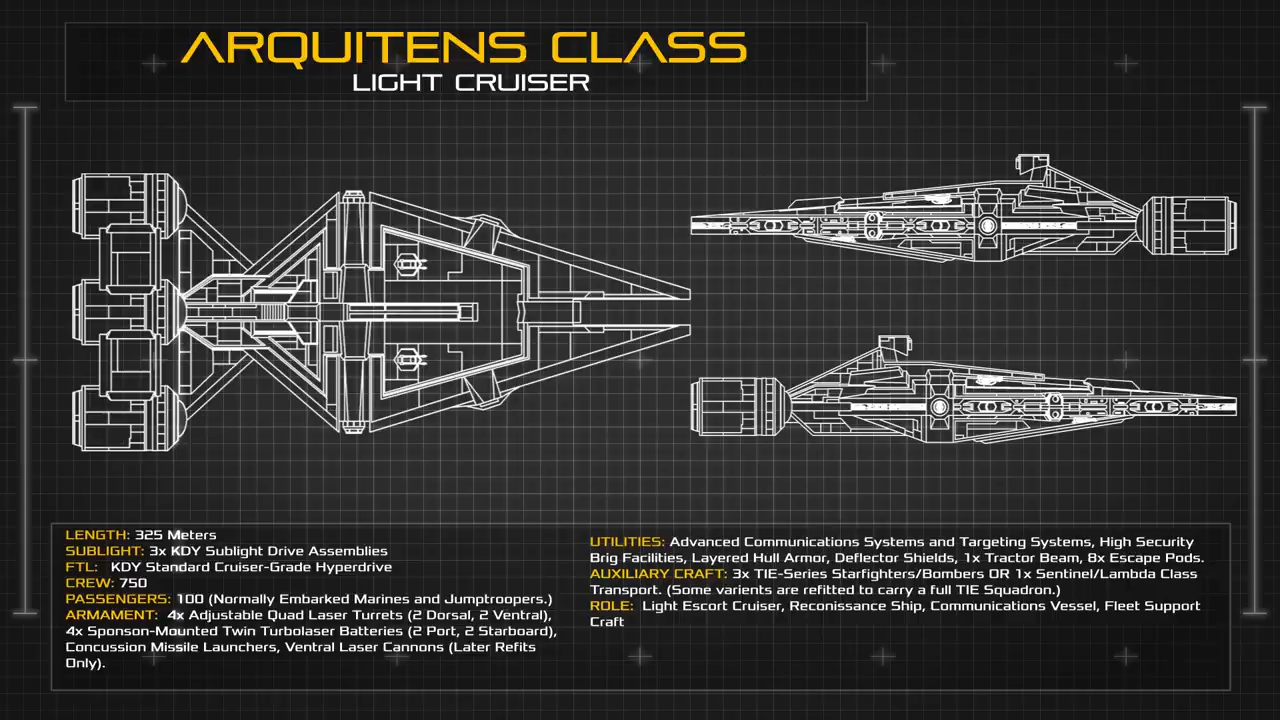 ARQUITENS CLASS
LIGHT CRUISER
LENGTH: 325 Meters
SUBLIGHT: 3x KDY Sublight Drive Assemblies
FTL: KDY Standard Cruiser-Grade Hyperdrive
CREW: 750
PASSENGERS: 100 (Normally Embarked Marines and Jumptroopers.)
ARMAMENT: 4x Adjustable Quad Laser Turrets (2 Dorsal, 2 Ventral),
4x Sponson-Mounted Twin Turbolaser Batteries (2 Port, 2 Starboard),
Concussion Missile Launchers, Ventral Laser Cannons (Later Refits
Only).
UTILITIES: Advanced Communications Systems and Targeting Systems, High Security
Brig Facilities, Layered Hull Armor, Deflector Shields, 1x Tractor Beam, 8x Escape Pods.
AUXILIARY CRAFT: 3x TIE-Series Starfighters/Bombers OR 1x Sentinel/Lambda Class
Transport. (Some varients are refitted to carry a full TIE Squadron.)
ROLE: Light Escort Cruiser, Reconissance Ship, Communications Vessel, Fleet Support
Craft